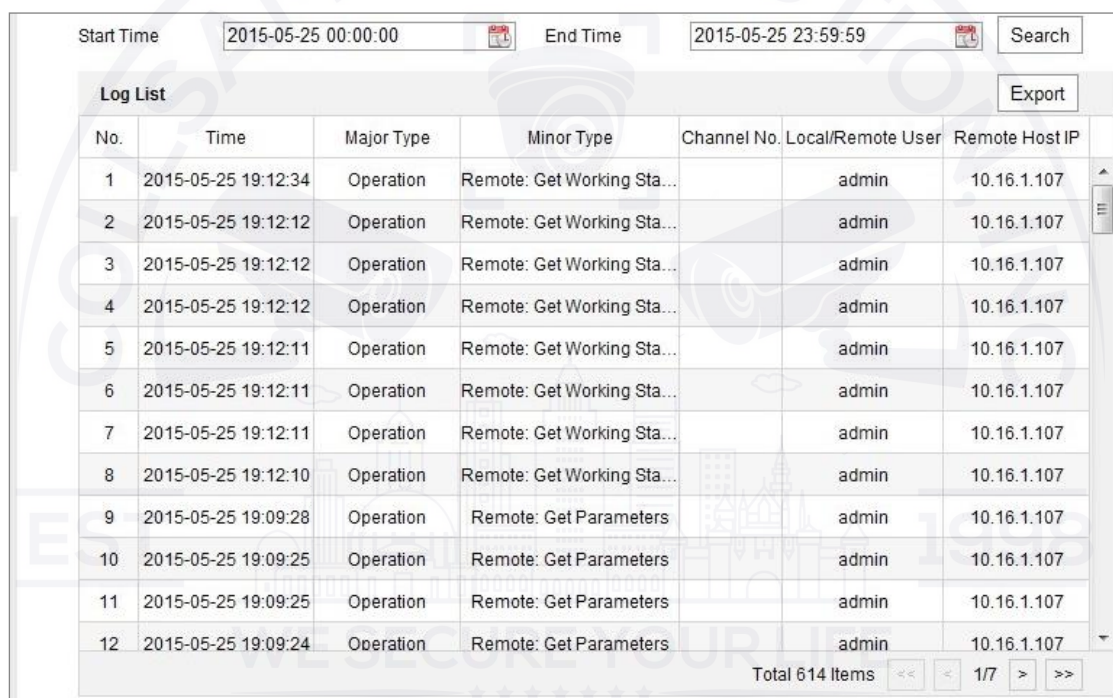 Start Time 2015-05-25 00:00:00 End Time 2015-05-25 23:59:59 Search
Log List Export
No. Time Major Type Minor Type Channel No. Local/Remote User Remote Host IP
1 2015-05-25 19:12:34 Operation Remote: Get Working Sta... admin 10.16.1.107
2 2015-05-25 19:12:12 Operation Remote: Get Working Sta... admin 10.16.1.107
3 2015-05-25 19:12:12 Operation Remote: Get Working Sta... admin 10.16.1.107
4 2015-05-25 19:12:12 Operation Remote: Get Working Sta... admin 10.16.1.107
5 2015-05-25 19:12:11 Operation Remote: Get Working Sta... admin 10.16.1.107
6 2015-05-25 19:12:11 Operation Remote: Get Working Sta... admin 10.16.1.107
7 2015-05-25 19:12:11 Operation Remote: Get Working Sta... admin 10.16.1.107
8 2015-05-25 19:12:10 Operation Remote: Get Working Sta... admin 10.16.1.107
9 2015-05-25 19:09:28 Operation Remote: Get Parameters admin 10.16.1.107
10 2015-05-25 19:09:25 Operation Remote: Get Parameters admin 10.16.1.107
11 2015-05-25 19:09:25 Operation Remote: Get Parameters admin 10.16.1.107
12 2015-05-25 19:09:24 Operation Remote: Get Parameters admin 10.16.1.107
Total 614 Items << < 1/7 > >>
EST 1998
WE SECURE YOUR LIFE